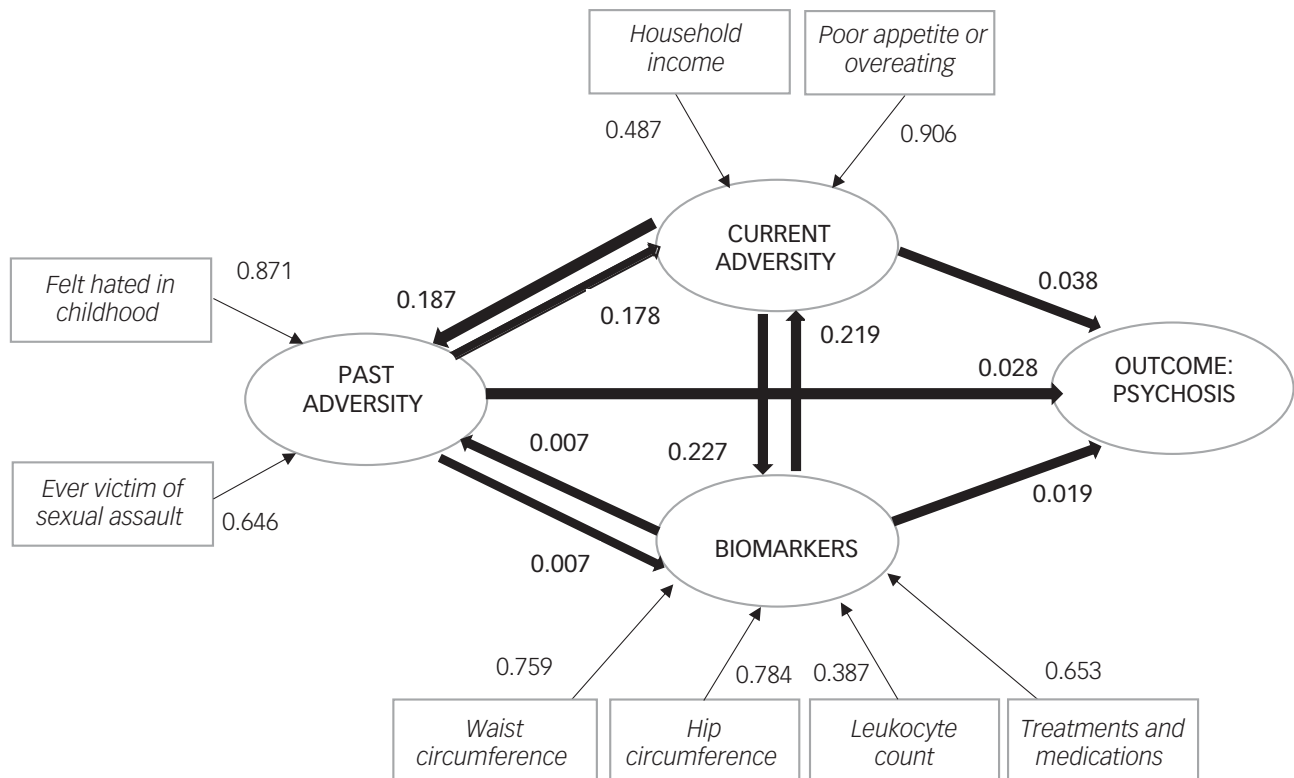 Household
income
Poor appetite or
overeating
0.487
0.906
CURRENT
ADVERSITY
Felt hated in
childhood
0.871
0.187
0.178
0.219
0.038
PAST
ADVERSITY
0.028
OUTCOME:
PSYCHOSIS
Ever victim of
sexual assault
0.646
0.007
0.227
0.007
BIOMARKERS
0.019
0.759
0.784
0.387
0.653
Waist
circumference
Hip
circumference
Leukocyte
count
Treatments and
medications